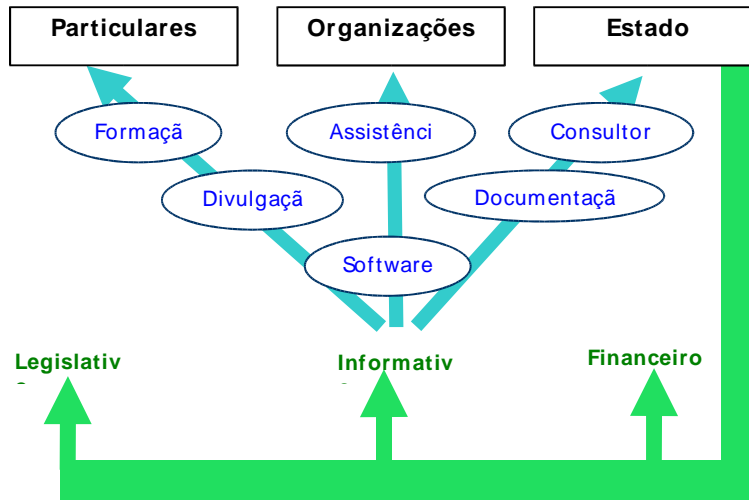 Particulares
Organizações
Estado
Formaçã
Assistênci
Consultor
Divulgaçã
Documentaçã
Software
Legislativ
Informativ
Financeiro